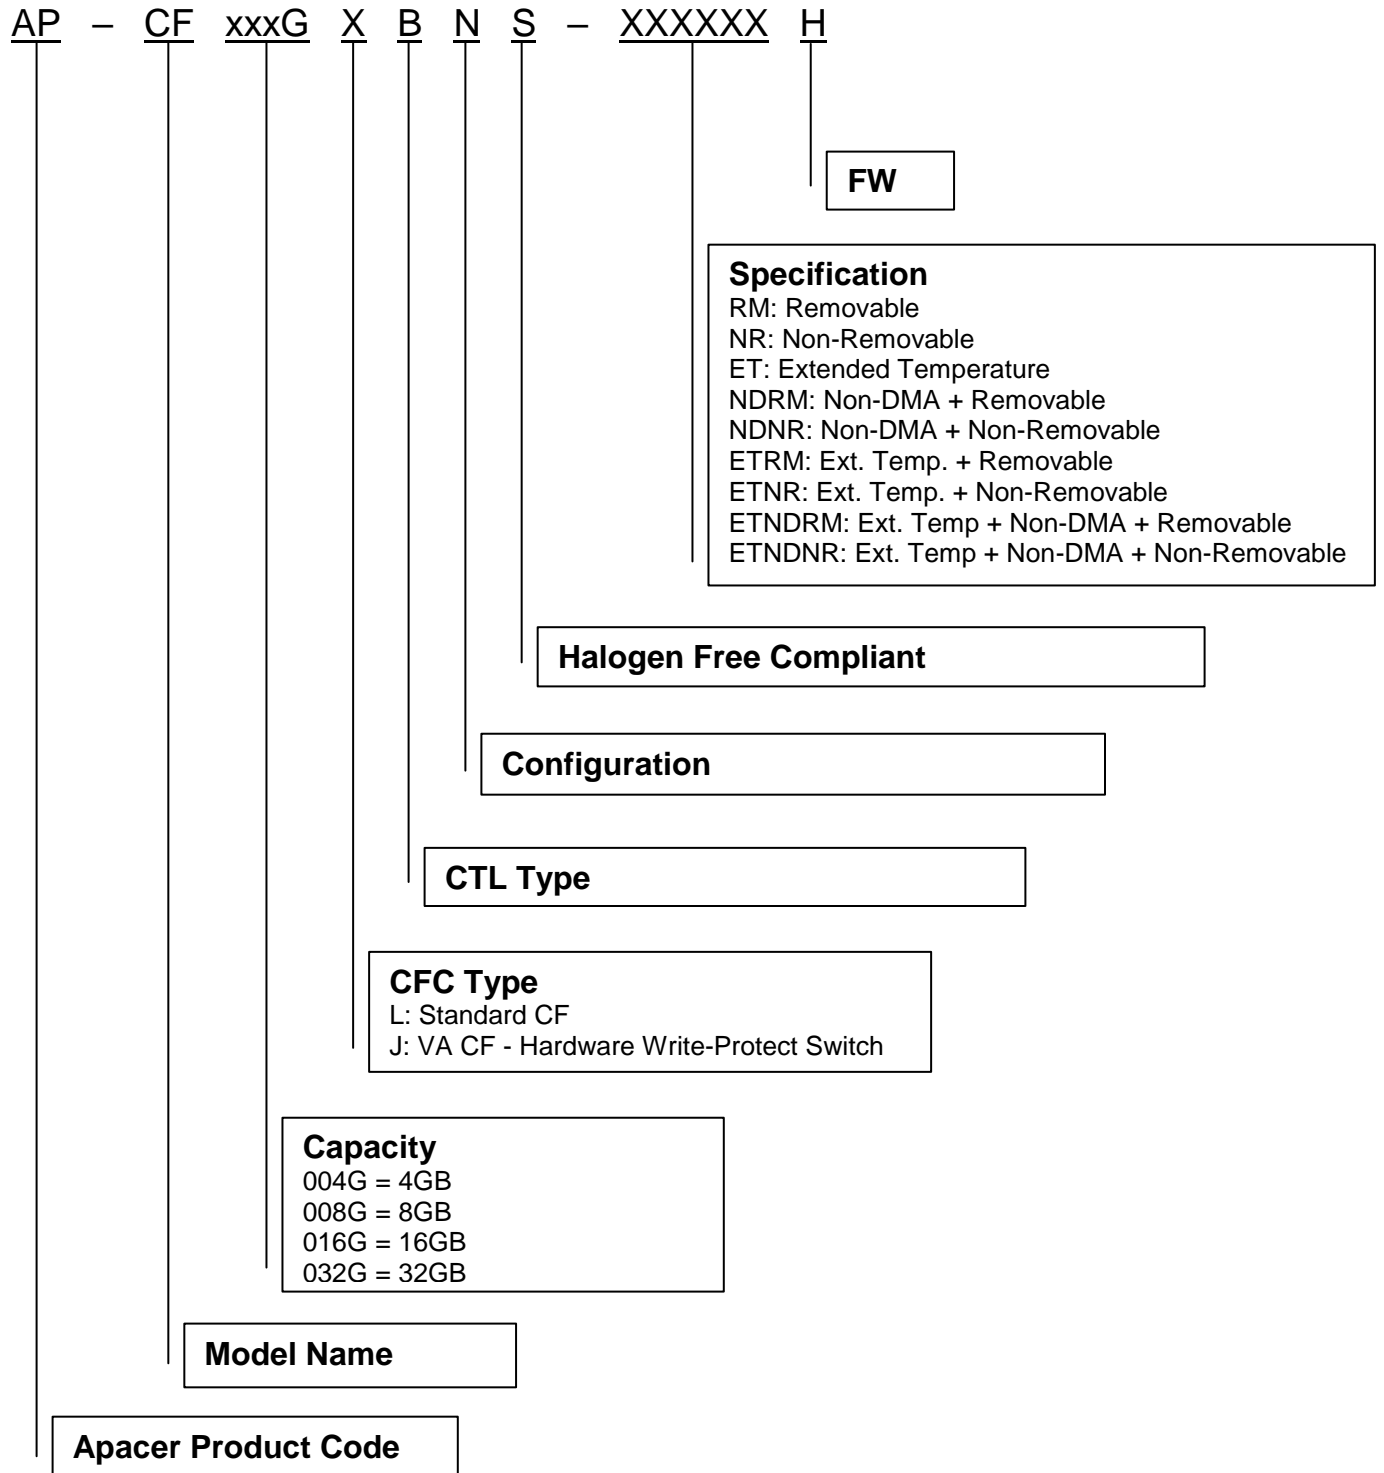 AP – CF xxxG X B N S – XXXXXX H
FW
Specification
RM: Removable
NR: Non-Removable
ET: Extended Temperature
NDRM: Non-DMA + Removable
NDNR: Non-DMA + Non-Removable
ETRM: Ext. Temp. + Removable
ETNR: Ext. Temp. + Non-Removable
ETNDRM: Ext. Temp + Non-DMA + Removable
ETNDNR: Ext. Temp + Non-DMA + Non-Removable
Halogen Free Compliant
Configuration
CTL Type
CFC Type
L: Standard CF
J: VA CF - Hardware Write-Protect Switch
Capacity
004G = 4GB
008G = 8GB
016G = 16GB
032G = 32GB
Model Name
Apacer Product Code